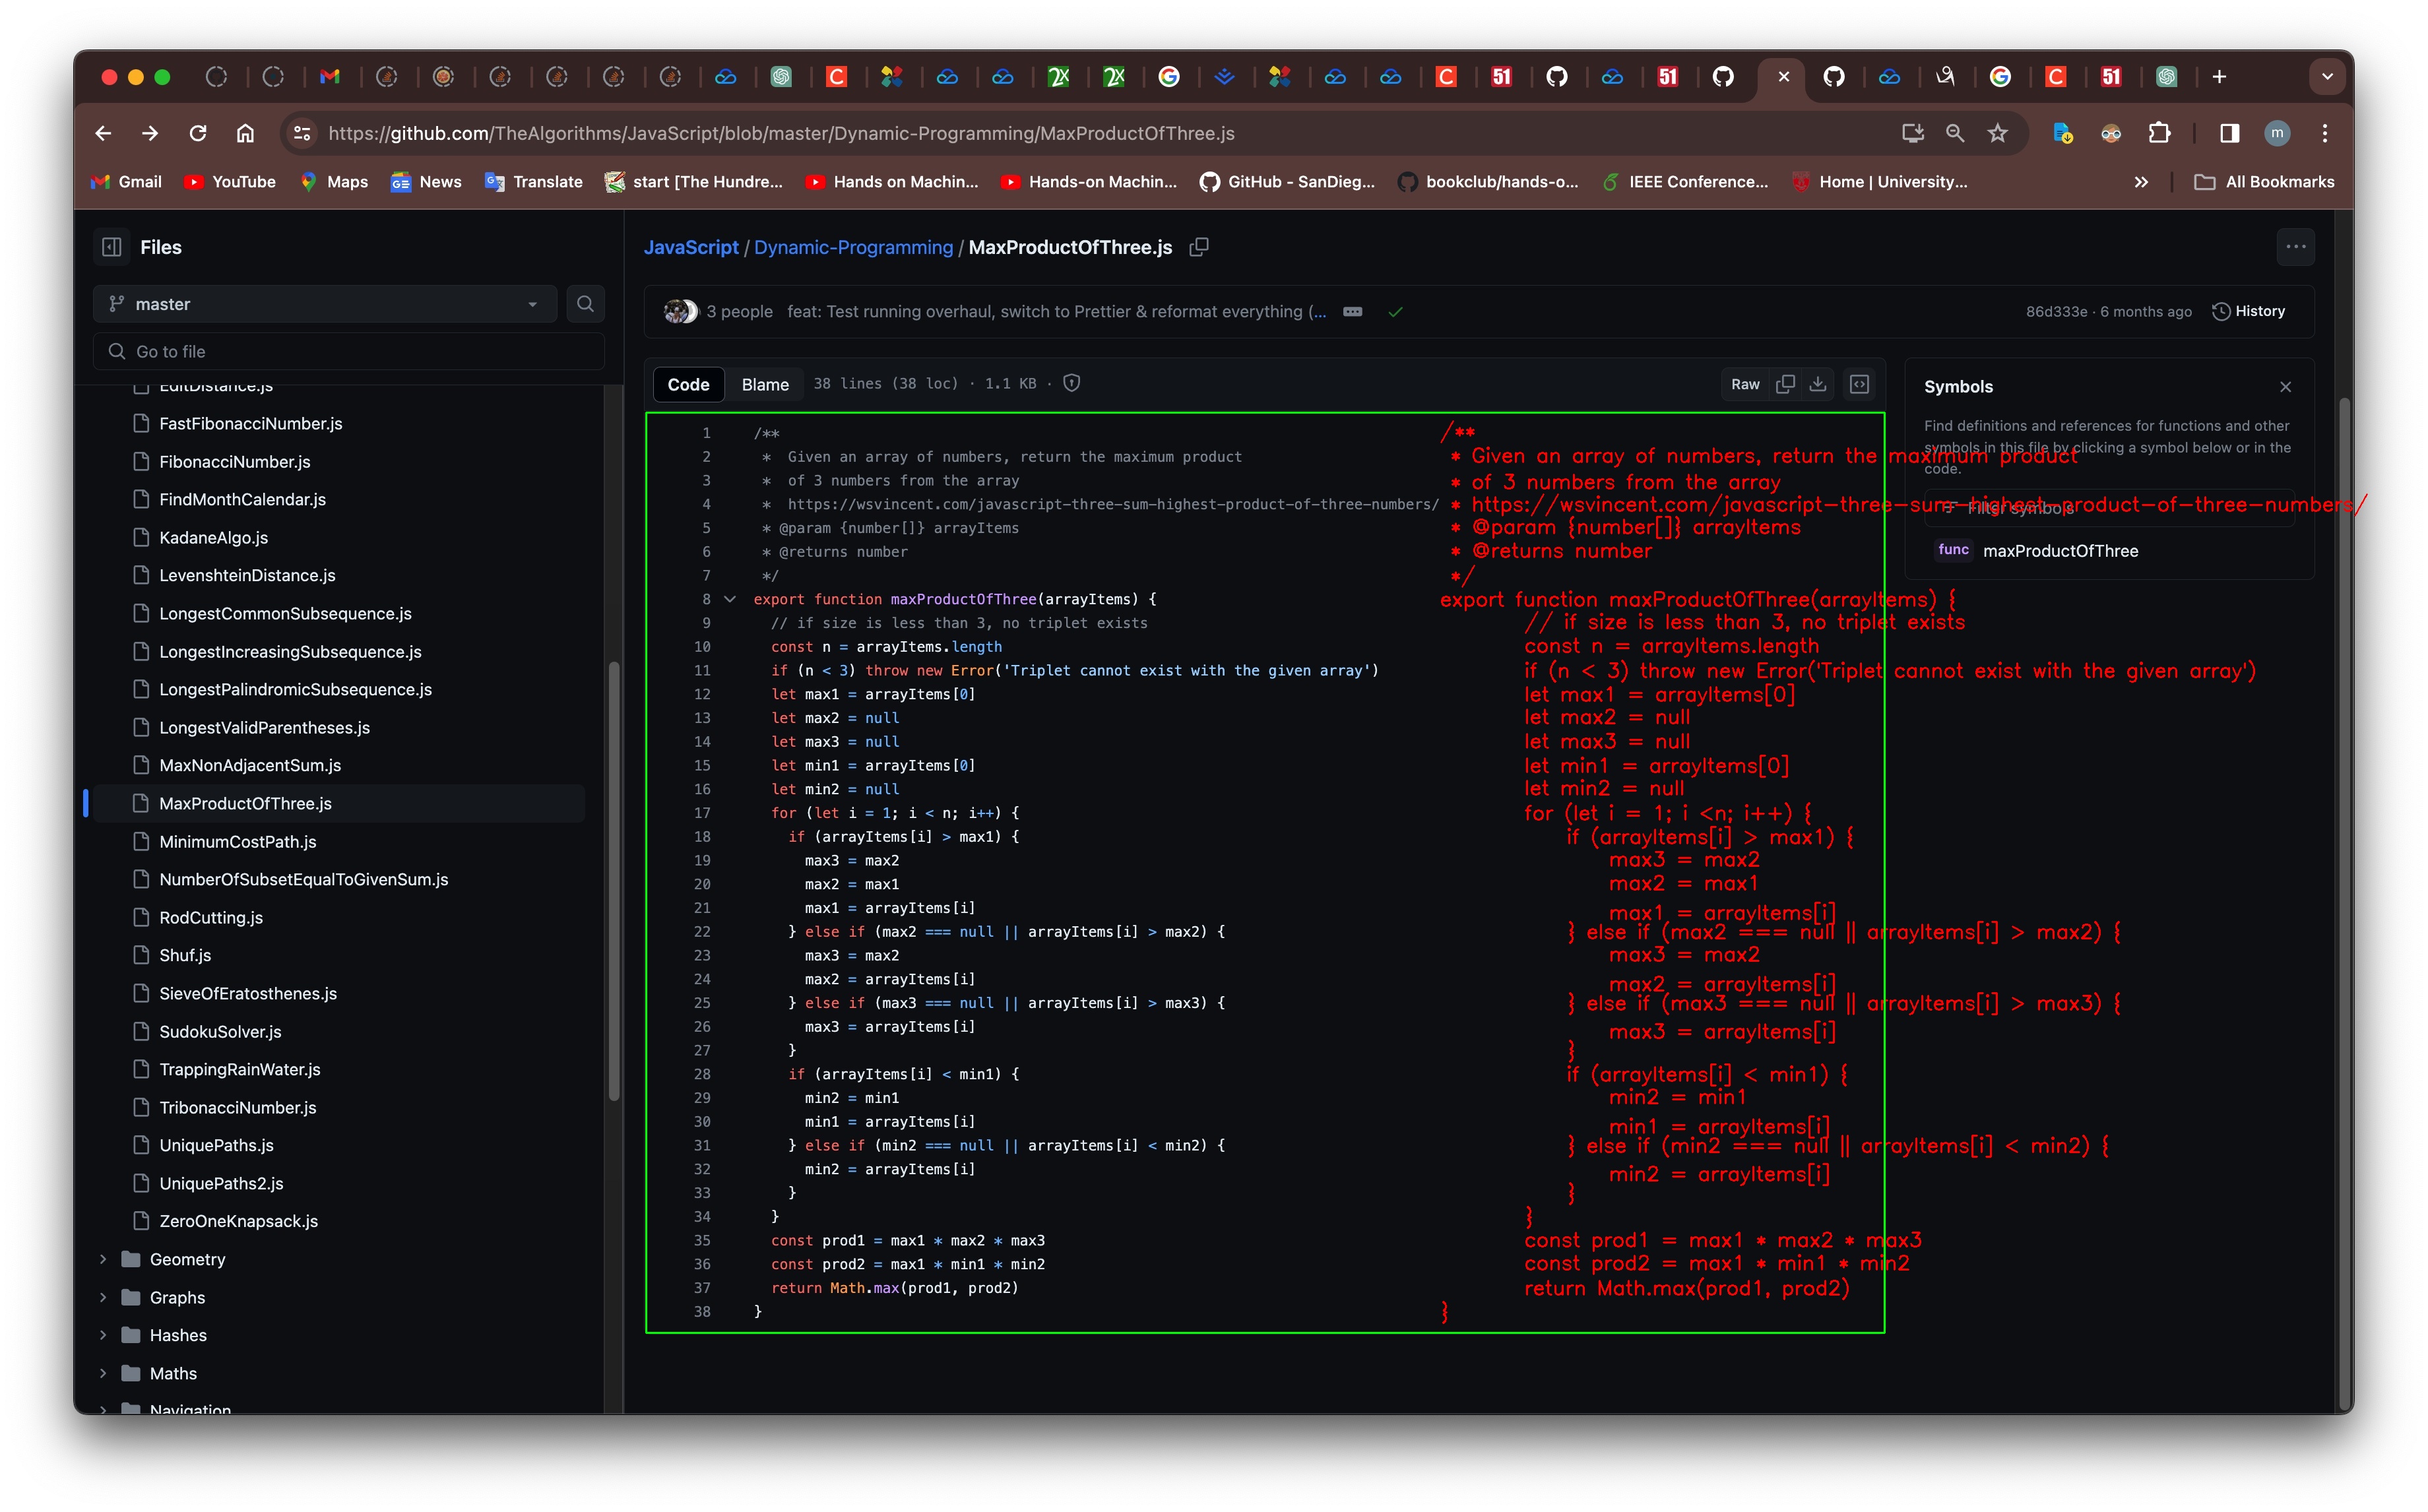 https://github.com/TheAlgorithms/JavaScript/blob/master/Dynamic-Programming/MaxProductOfThree.js
m
Gmail YouTube Maps News Translate start [The Hundre... Hands on Machin... Hands-on Machin... GitHub - SanDieg... bookclub/hands-o... IEEE Conference... Home | University... All Bookmarks
Files
master
Go to file
EditDistance.js
FastFibonacciNumber.js
FibonacciNumber.js
FindMonthCalendar.js
KadaneAlgo.js
LevenshteinDistance.js
LongestCommonSubsequence.js
LongestIncreasingSubsequence.js
LongestPalindromicSubsequence.js
LongestValidParentheses.js
MaxNonAdjacentSum.js
MaxProductOfThree.js
MinimumCostPath.js
NumberOfSubsetEqualToGivenSum.js
RodCutting.js
Shuf.js
SieveOfEratosthenes.js
SudokuSolver.js
TrappingRainWater.js
TribonacciNumber.js
UniquePaths.js
UniquePaths2.js
ZeroOneKnapsack.js
Geometry
Graphs
Hashes
Maths
Navigation
JavaScript / Dynamic-Programming / MaxProductOfThree.js
3 people feat: Test running overhaul, switch to Prettier & reformat everything (... 86d333e · 6 months ago History
Code Blame 38 lines (38 loc) · 1.1 KB · Raw
1 /**
2 *  Given an array of numbers, return the maximum product
3 *  of 3 numbers from the array
4 *  https://wsvincent.com/javascript-three-sum-highest-product-of-three-numbers/
5 * @param {number[]} arrayItems
6 * @returns number
7 */
8 export function maxProductOfThree(arrayItems) {
9 // if size is less than 3, no triplet exists
10 const n = arrayItems.length
11 if (n < 3) throw new Error('Triplet cannot exist with the given array')
12 let max1 = arrayItems[0]
13 let max2 = null
14 let max3 = null
15 let min1 = arrayItems[0]
16 let min2 = null
17 for (let i = 1; i < n; i++) {
18 if (arrayItems[i] > max1) {
19 max3 = max2
20 max2 = max1
21 max1 = arrayItems[i]
22 } else if (max2 === null || arrayItems[i] > max2) {
23 max3 = max2
24 max2 = arrayItems[i]
25 } else if (max3 === null || arrayItems[i] > max3) {
26 max3 = arrayItems[i]
27 }
28 if (arrayItems[i] < min1) {
29 min2 = min1
30 min1 = arrayItems[i]
31 } else if (min2 === null || arrayItems[i] < min2) {
32 min2 = arrayItems[i]
33 }
34 }
35 const prod1 = max1 * max2 * max3
36 const prod2 = max1 * min1 * min2
37 return Math.max(prod1, prod2)
38 }
/**
* Given an array of numbers, return the maximum product
* of 3 numbers from the array
* https://wsvincent.com/javascript-three-sum-highest-product-of-three-numbers/
* @param {number[]} arrayItems
* @returns number
*/
export function maxProductOfThree(arrayItems) {
// if size is less than 3, no triplet exists
const n = arrayItems.length
if (n < 3) throw new Error('Triplet cannot exist with the given array')
let max1 = arrayItems[0]
let max2 = null
let max3 = null
let min1 = arrayItems[0]
let min2 = null
for (let i = 1; i <n; i++) {
if (arrayItems[i] > max1) {
max3 = max2
max2 = max1
max1 = arrayItems[i]
} else if (max2 === null || arrayItems[i] > max2) {
max3 = max2
max2 = arrayItems[i]
} else if (max3 === null || arrayItems[i] > max3) {
max3 = arrayItems[i]
}
if (arrayItems[i] < min1) {
min2 = min1
min1 = arrayItems[i]
} else if (min2 === null || arrayItems[i] < min2) {
min2 = arrayItems[i]
}
}
const prod1 = max1 * max2 * max3
const prod2 = max1 * min1 * min2
return Math.max(prod1, prod2)
}
Symbols
Find definitions and references for functions and other
symbols in this file by clicking a symbol below or in the
code.
Filter symbols
func maxProductOfThree